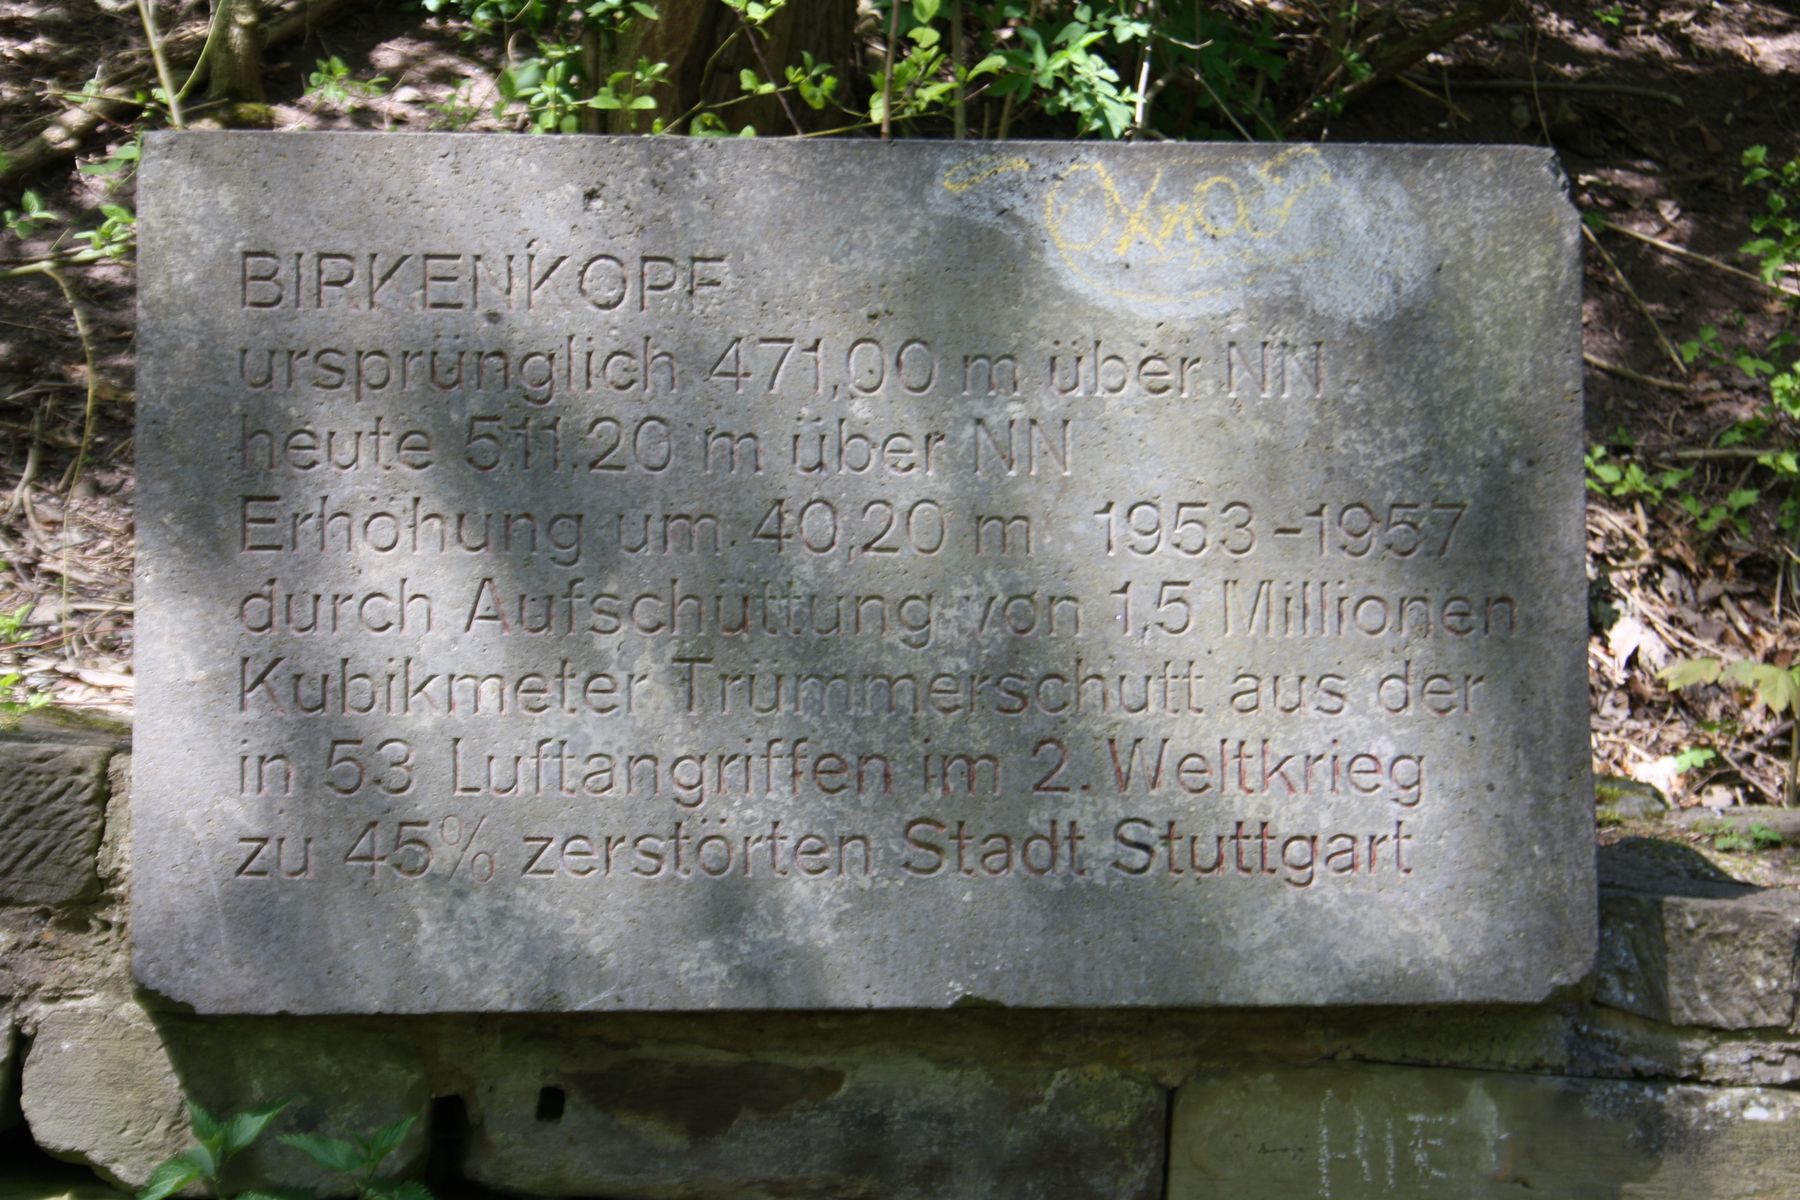 BIRKENKOPF
ursprünglich 471,00 m über NN
heute 511.20 m über NN
Erhöhung um 40,20 m 1953-1957
durch Aufschüttung von 1,5 Millionen
Kubikmeter Trümmerschutt aus der
in 53 Luftangriffen im 2. Weltkrieg
zu 45% zerstörten Stadt Stuttgart